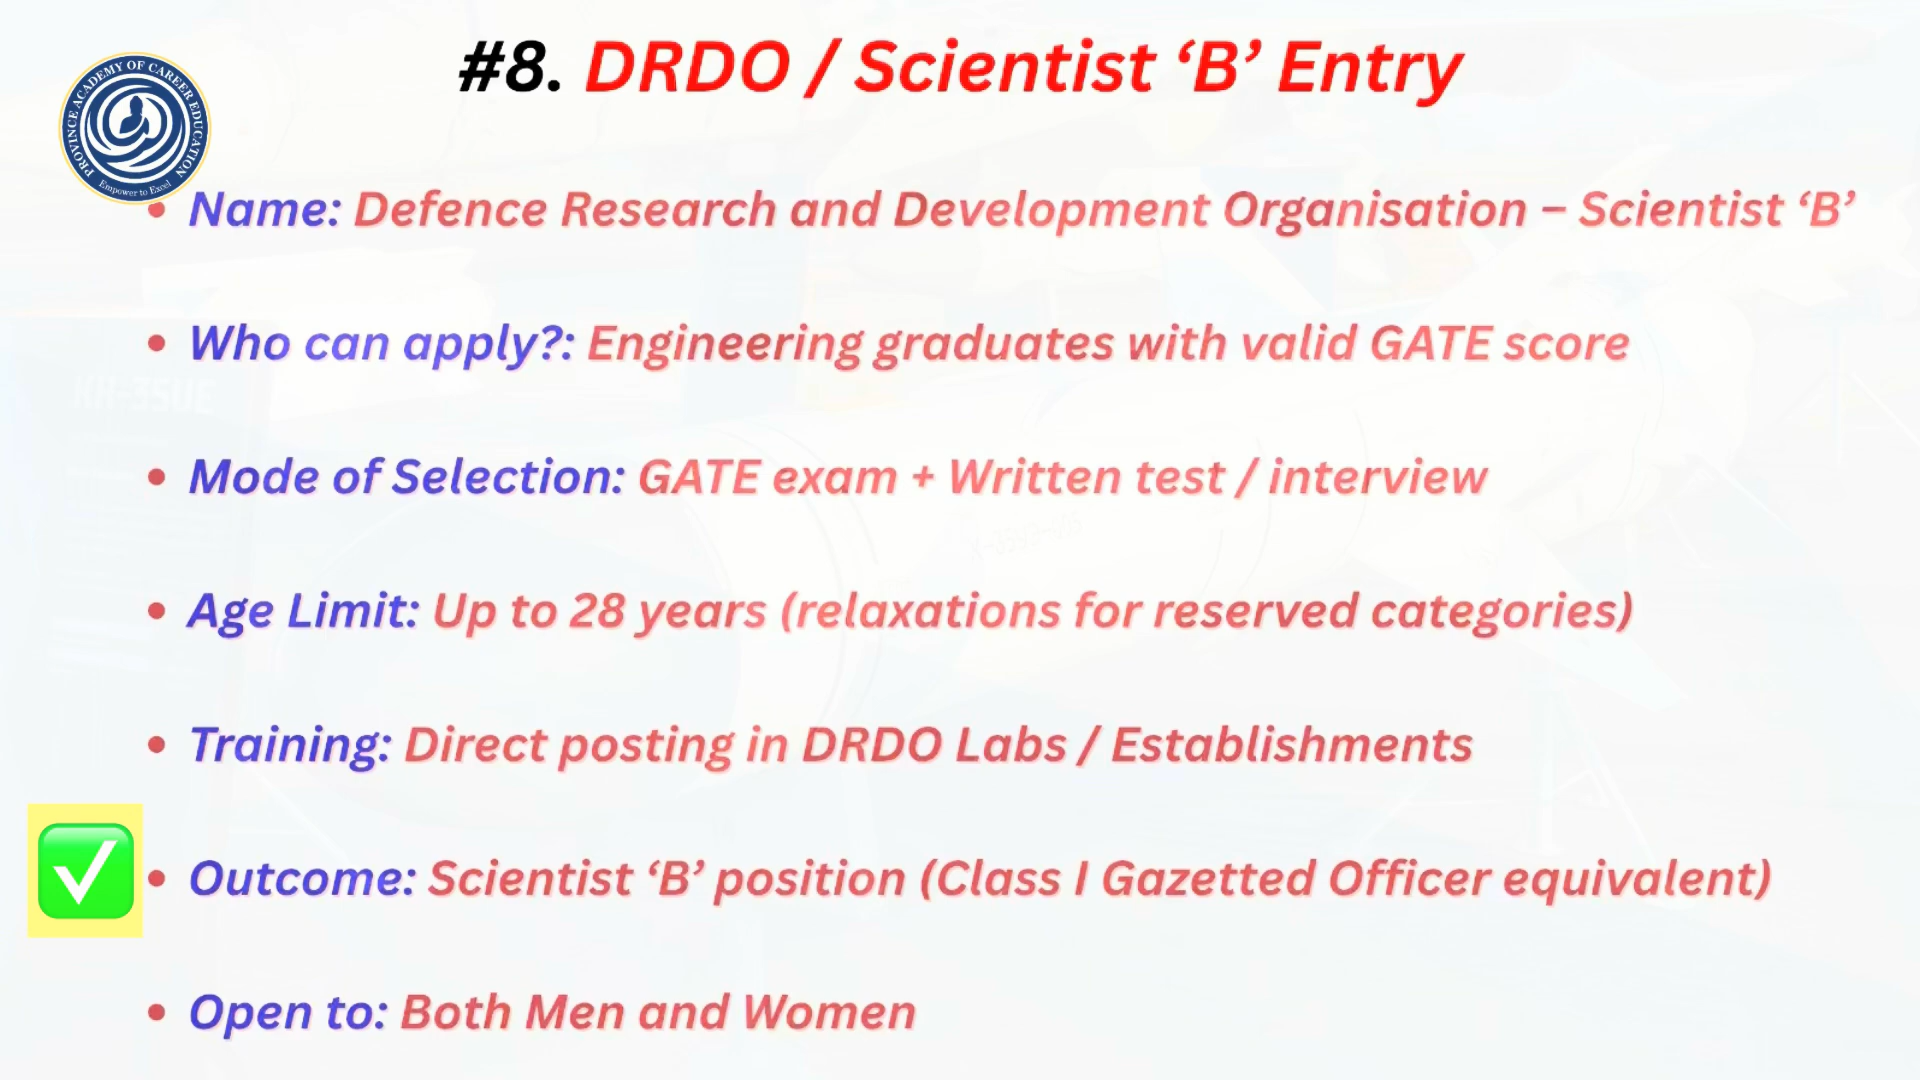 #8. DRDO / Scientist ‘B’ Entry
PROVINCE ACADEMY OF CAREER EDUCATION
Empower to Excel
• Name: Defence Research and Development Organisation – Scientist ‘B’
• Who can apply?: Engineering graduates with valid GATE score
• Mode of Selection: GATE exam + Written test / interview
• Age Limit: Up to 28 years (relaxations for reserved categories)
• Training: Direct posting in DRDO Labs / Establishments
• Outcome: Scientist ‘B’ position (Class I Gazetted Officer equivalent)
• Open to: Both Men and Women